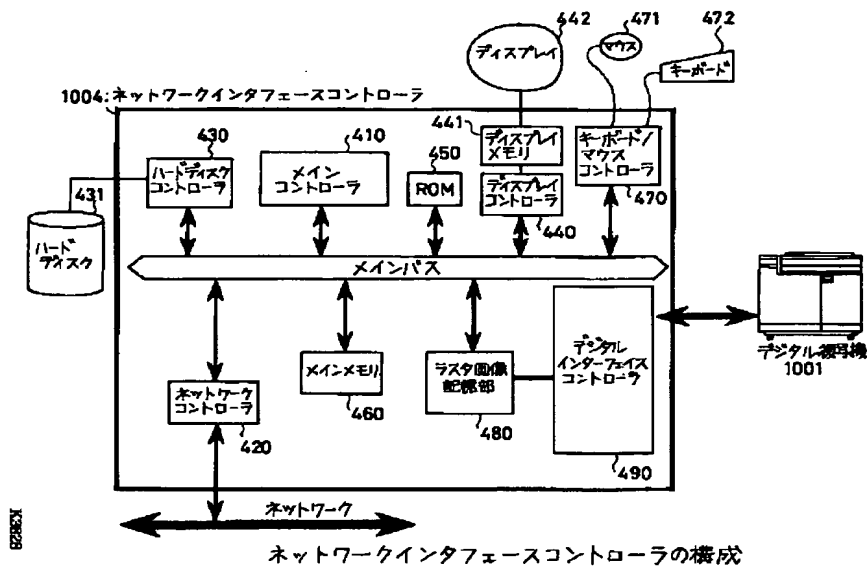 442
ディスプレイ
471
マウス
472
キーボード
1004:ネットワークインタフェースコントローラ
430
ハードディスク
コントローラ
410
メイン
コントローラ
450
ROM
441
ディスプレイ
メモリ
ディスプレイ
コントローラ
440
キーボード/
マウス
コントローラ
470
431
ハード
ディスク
メインバス
ネットワーク
コントローラ
420
メインメモリ
460
ラスタ画像
記憶部
480
デジタル
インターフェイス
コントローラ
490
デジタル複写機
1001
ネットワーク
ネットワークインタフェースコントローラの構成
K3828